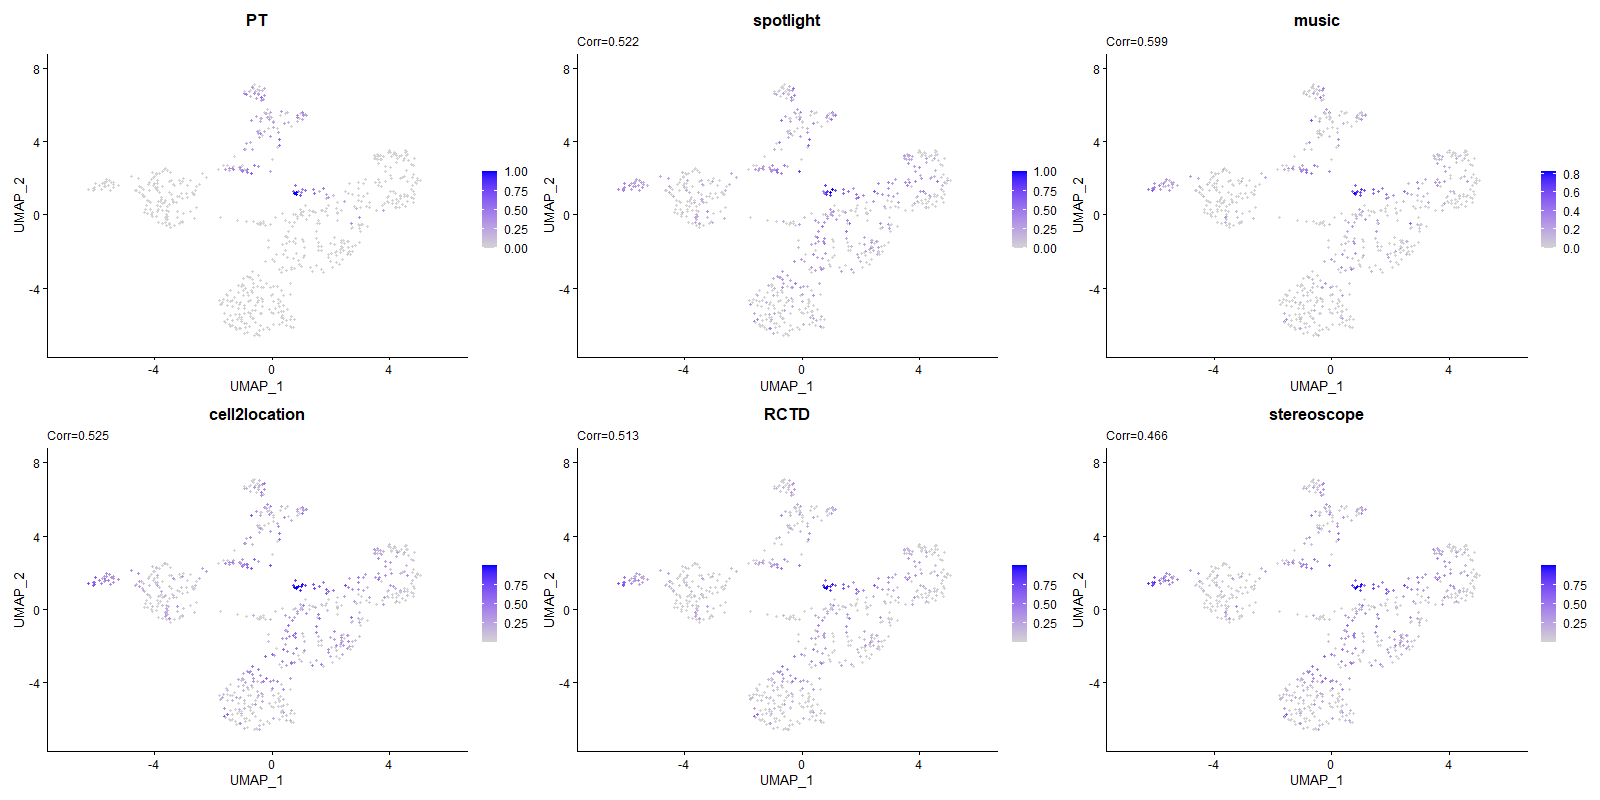 PT
8
4
0
-4
-4
0
4
UMAP_1
UMAP_2
1.00
0.75
0.50
0.25
0.00
spotlight
Corr=0.522
8
4
0
-4
-4
0
4
UMAP_1
UMAP_2
1.00
0.75
0.50
0.25
0.00
music
Corr=0.599
8
4
0
-4
-4
0
4
UMAP_1
UMAP_2
0.8
0.6
0.4
0.2
0.0
cell2location
Corr=0.525
8
4
0
-4
-4
0
4
UMAP_1
UMAP_2
0.75
0.50
0.25
RCTD
Corr=0.513
8
4
0
-4
-4
0
4
UMAP_1
UMAP_2
0.75
0.50
0.25
stereoscope
Corr=0.466
8
4
0
-4
-4
0
4
UMAP_1
UMAP_2
0.75
0.50
0.25